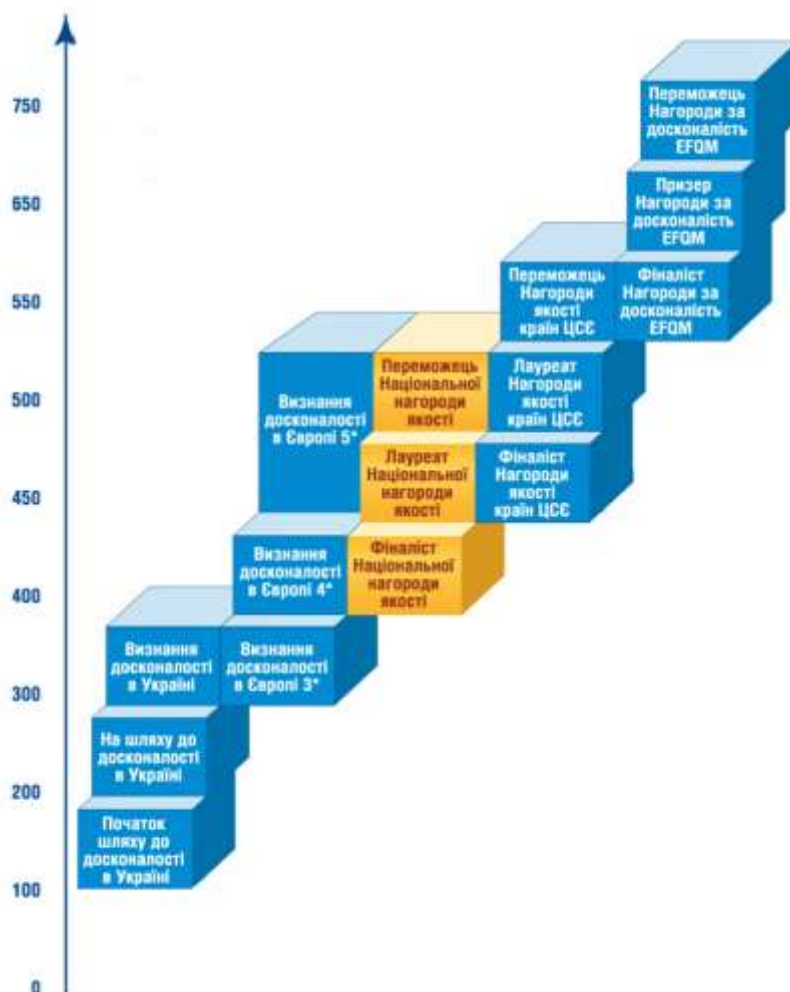 750
Переможець
Нагороди за
досконалість
EFQM
650
Призер
Нагороди за
досконалість
EFQM
550
Переможець
Нагороди
якості
країн ЦСЄ
Фіналіст
Нагороди за
досконалість
EFQM
500
Визнання
досконалості
в Європі 5*
Переможець
Національної
нагороди
якості
Лауреат
Нагороди
якості
країн ЦСЄ
450
Лауреат
Національної
нагороди
якості
Фіналіст
Нагороди
якості
країн ЦСЄ
400
Визнання
досконалості
в Європі 4*
Фіналіст
Національної
нагороди
якості
300
Визнання
досконалості
в Україні
Визнання
досконалості
в Європі 3*
200
На шляху до
досконалості
в Україні
100
Початок
шляху до
досконалості
в Україні
0